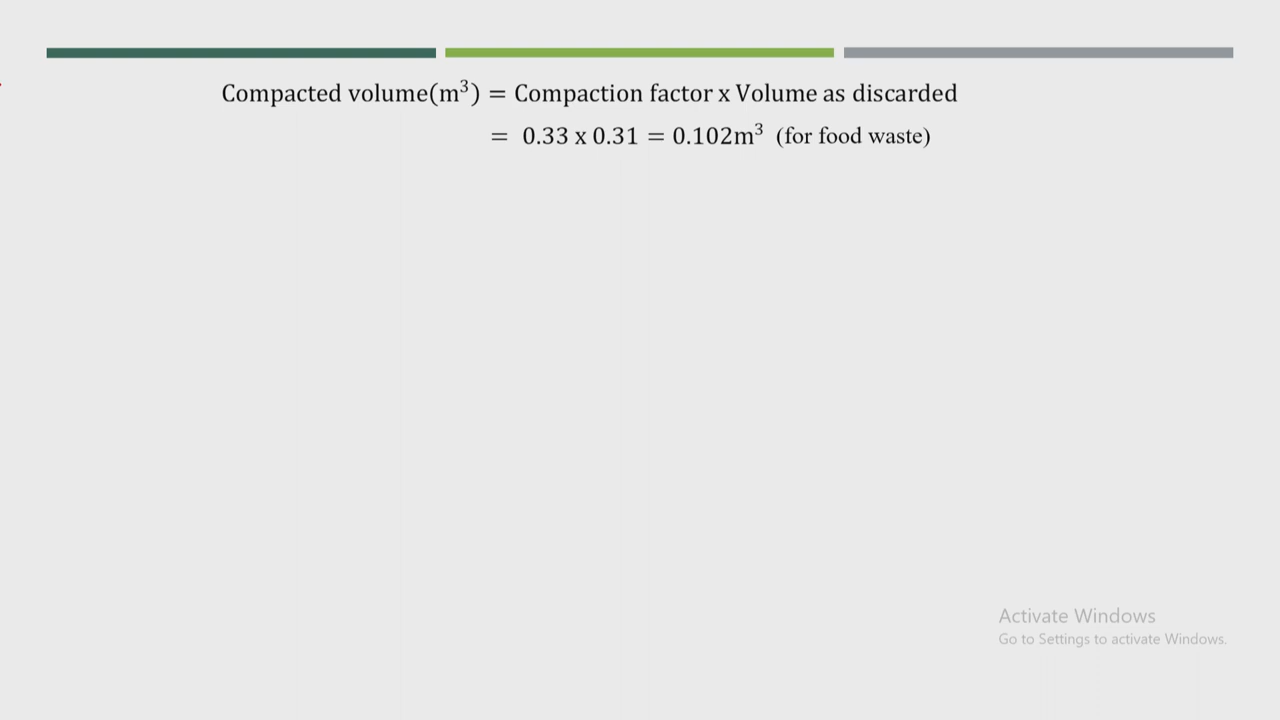 Compacted volume(m³) = Compaction factor x Volume as discarded
= 0.33 x 0.31 = 0.102m³ (for food waste)
Activate Windows
Go to Settings to activate Windows.